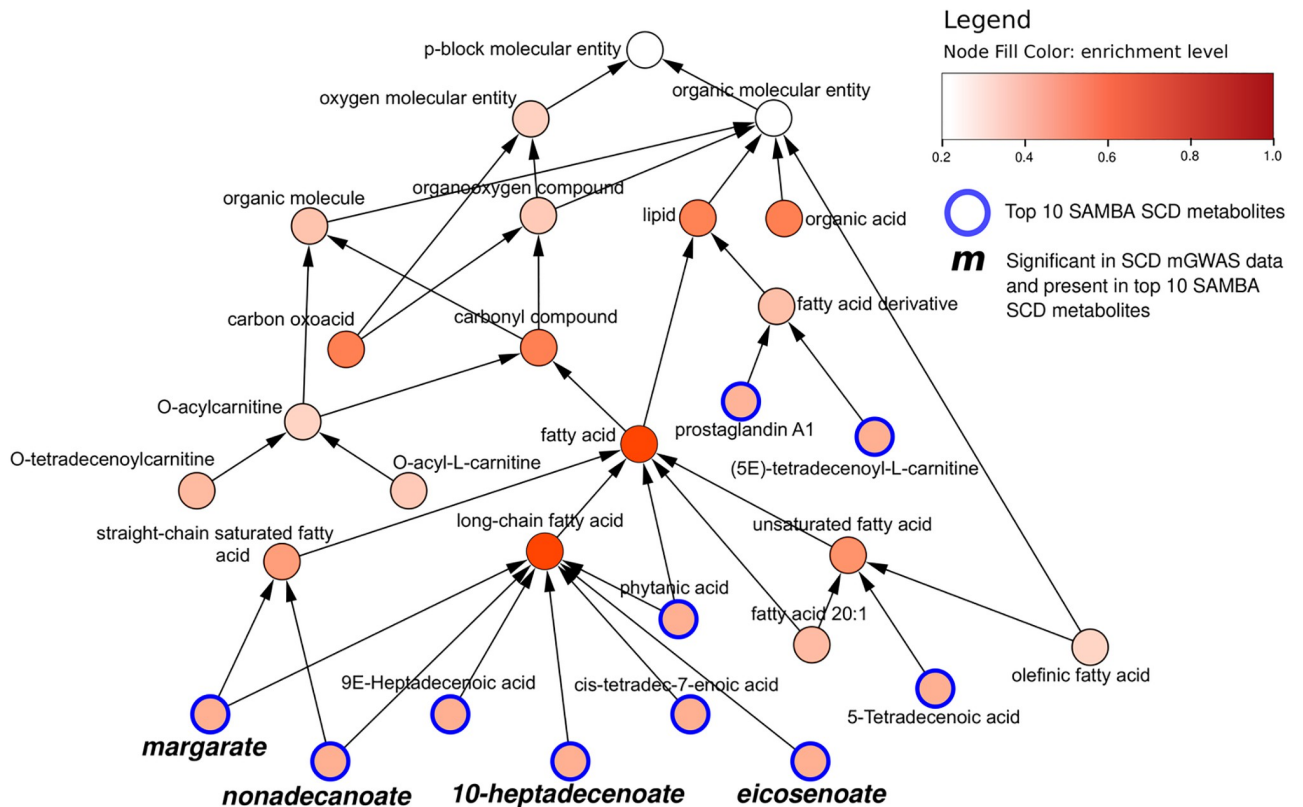 Legend
p-block molecular entity
Node Fill Color: enrichment level
oxygen molecular entity
organic molecular entity
0.2 0.4 0.6 0.8 1.0
organic molecule
organooxygen compound
lipid
organic acid
Top 10 SAMBA SCD metabolites
m
Significant in SCD mGWAS data
and present in top 10 SAMBA
SCD metabolites
carbon oxoacid
carbonyl compound
fatty acid derivative
O-acylcarnitine
fatty acid
prostaglandin A1
O-tetradecenoylcarnitine
O-acyl-L-carnitine
(5E)-tetradecenoyl-L-carnitine
straight-chain saturated fatty
acid
long-chain fatty acid
unsaturated fatty acid
phytanic acid
fatty acid 20:1
olefinic fatty acid
9E-Heptadecenoic acid
cis-tetradec-7-enoic acid
5-Tetradecenoic acid
margarate
nonadecanoate
10-heptadecenoate
eicosenoate